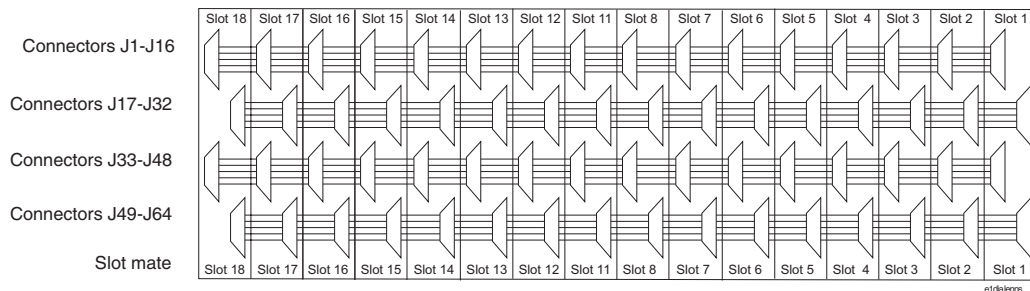 Slot 18 Slot 17 Slot 16 Slot 15 Slot 14 Slot 13 Slot 12 Slot 11 Slot 8 Slot 7 Slot 6 Slot 5 Slot 4 Slot 3 Slot 2 Slot 1
Connectors J1-J16
Connectors J17-J32
Connectors J33-J48
Connectors J49-J64
Slot mate
Slot 18 Slot 17 Slot 16 Slot 15 Slot 14 Slot 13 Slot 12 Slot 11 Slot 8 Slot 7 Slot 6 Slot 5 Slot 4 Slot 3 Slot 2 Slot 1